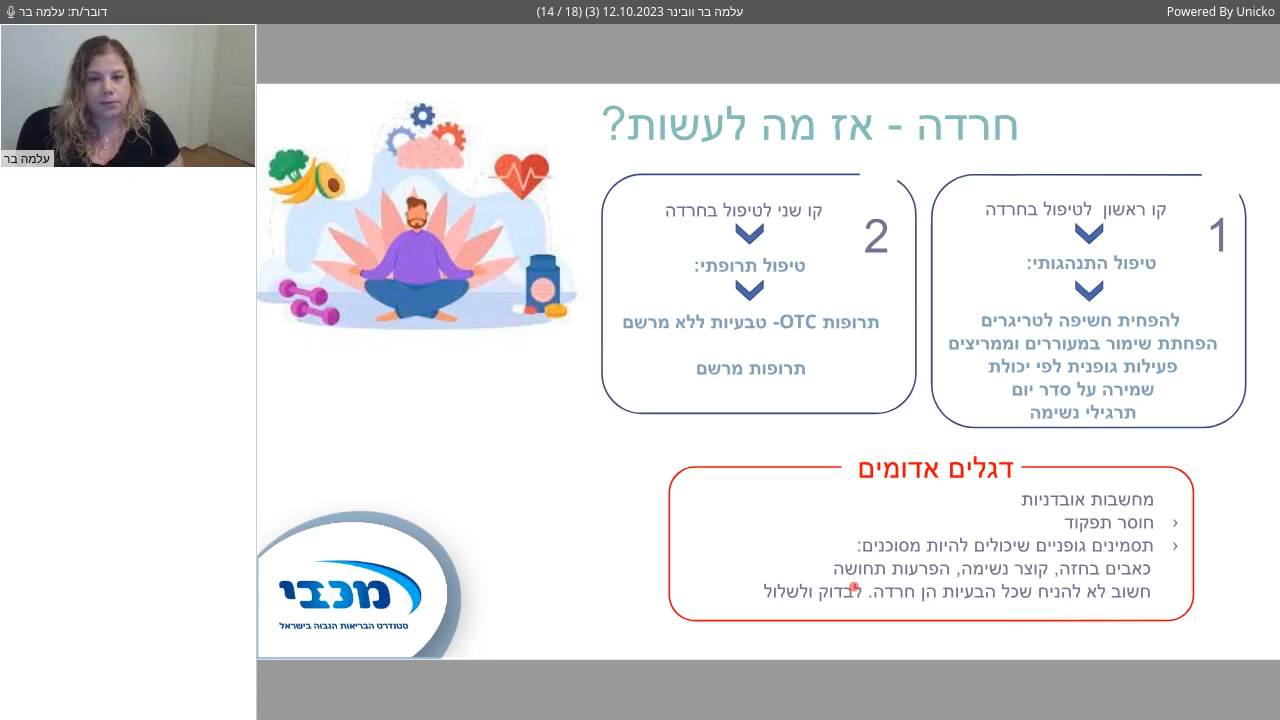 דובר/ת: עלמה בר
עלמה בר וובינר 12.10.2023 (3) (14 / 18)
Powered By Unicko
עלמה בר
חרדה - אז מה לעשות?
1
קו ראשון לטיפול בחרדה
טיפול התנהגותי:
להפחית חשיפה לטריגרים
הפחתת שימור במעוררים וממריצים
פעילות גופנית לפי יכולת
שמירה על סדר יום
תרגילי נשימה
2
קו שני לטיפול בחרדה
טיפול תרופתי:
תרופות OTC- טבעיות ללא מרשם
תרופות מרשם
דגלים אדומים
מחשבות אובדניות
› חוסר תפקוד
› תסמינים גופניים שיכולים להיות מסוכנים:
כאבים בחזה, קוצר נשימה, הפרעות תחושה
חשוב לא להניח שכל הבעיות הן חרדה. לבדוק ולשלול
מכבי
סטנדרט הבריאות הגבוה בישראל